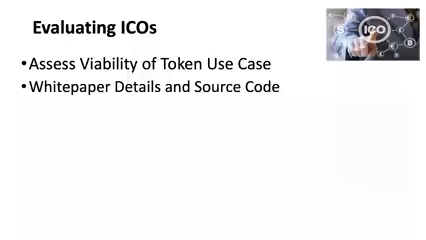 Evaluating ICOs
ICO
• Assess Viability of Token Use Case
• Whitepaper Details and Source Code